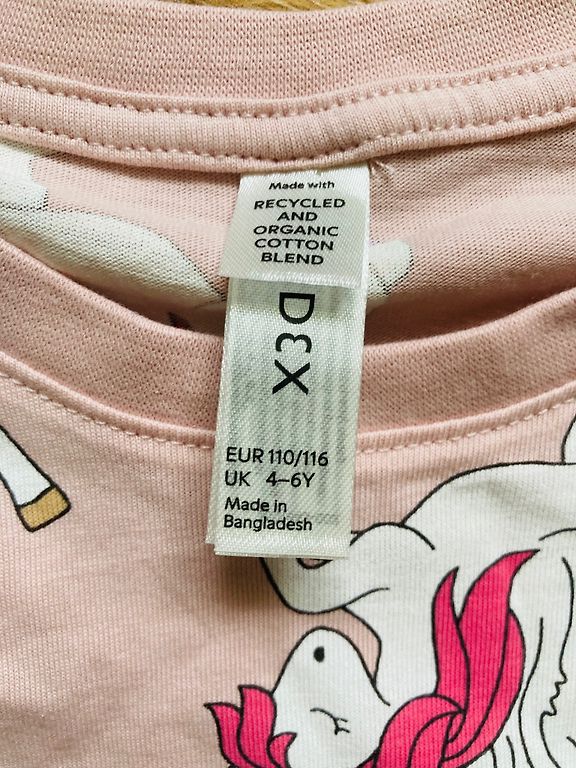 Made with
RECYCLED
AND
ORGANIC
COTTON
BLEND
EUR 110/116
UK 4–6Y
Made in
Bangladesh